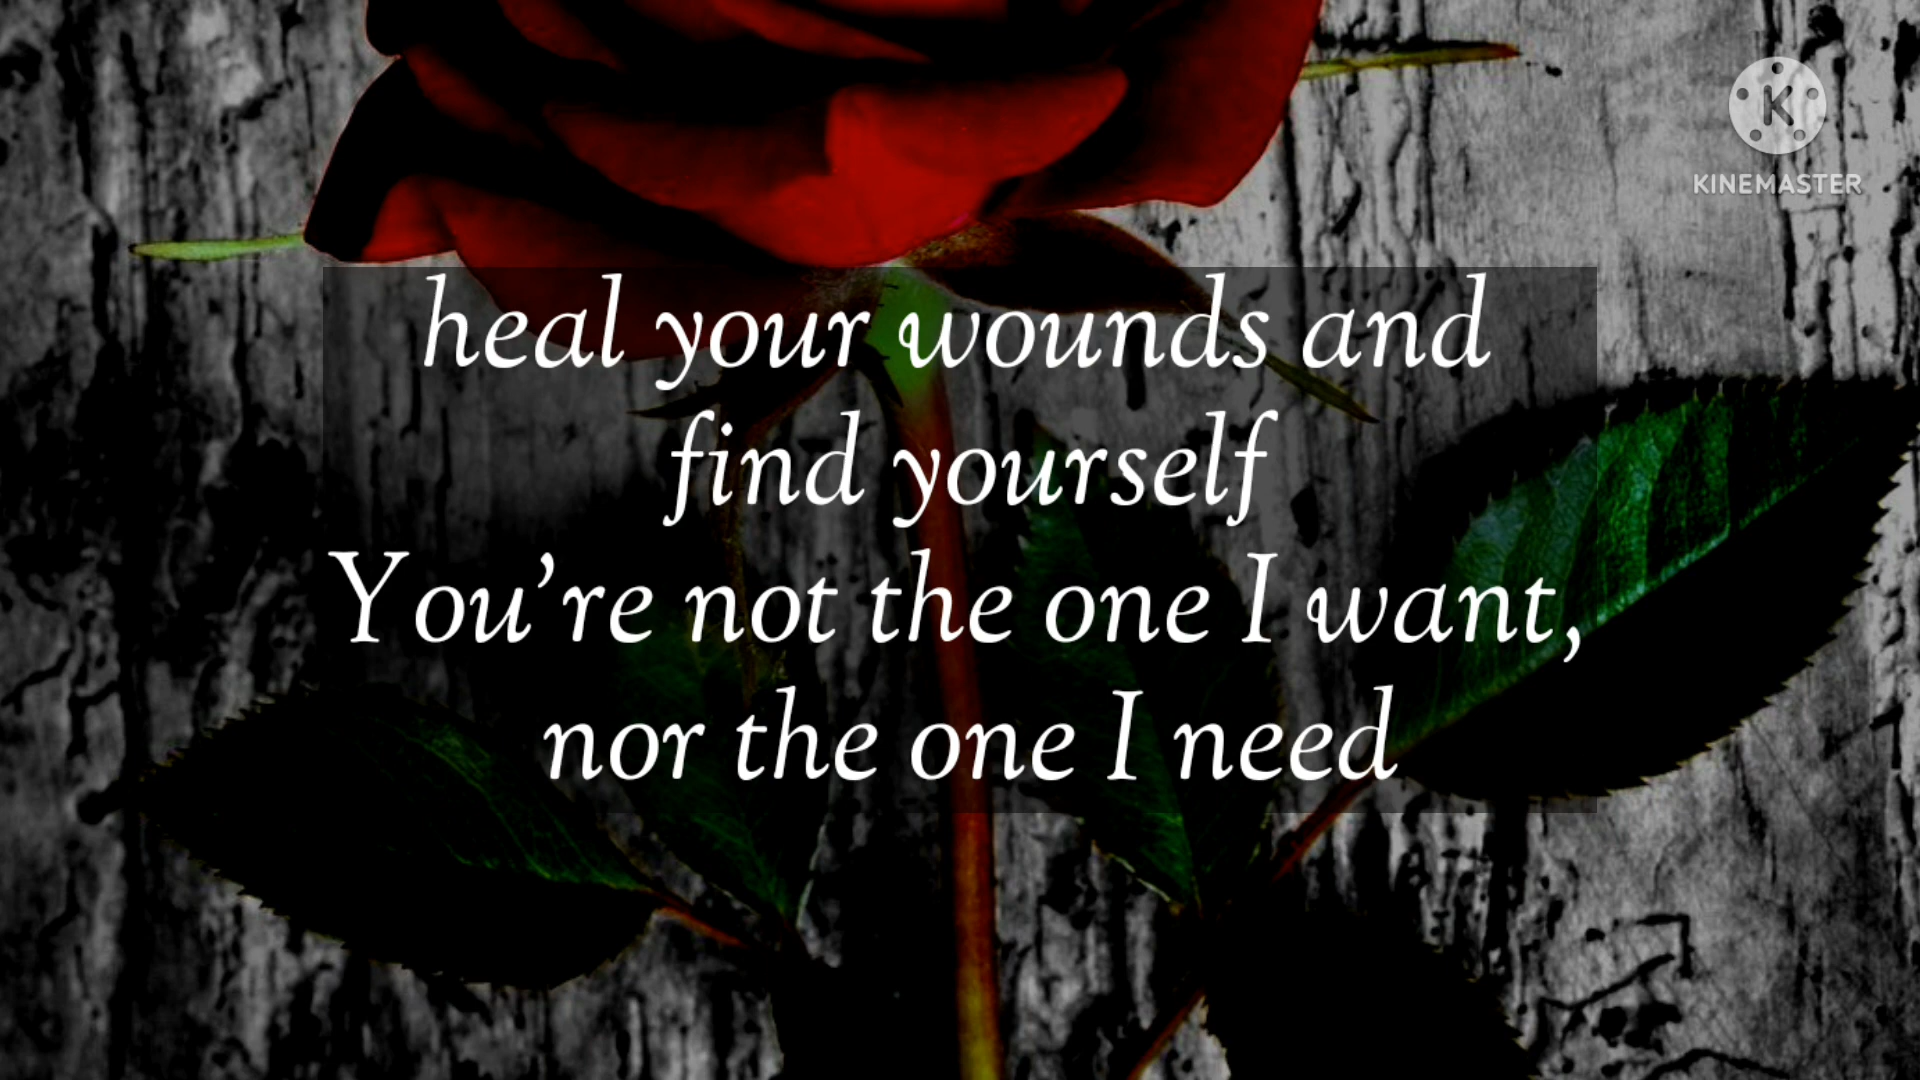 KINEMASTER
heal your wounds and
find yourself
You're not the one I want,
nor the one I need